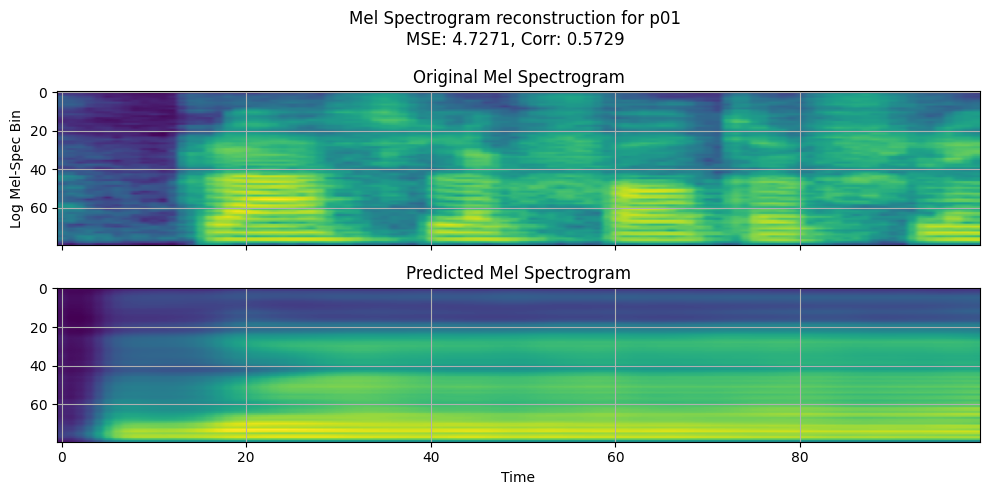 Mel Spectrogram reconstruction for p01
MSE: 4.7271, Corr: 0.5729
Original Mel Spectrogram
0
20
40
60
Log Mel-Spec Bin
Predicted Mel Spectrogram
0
20
40
60
0 20 40 60 80
Time